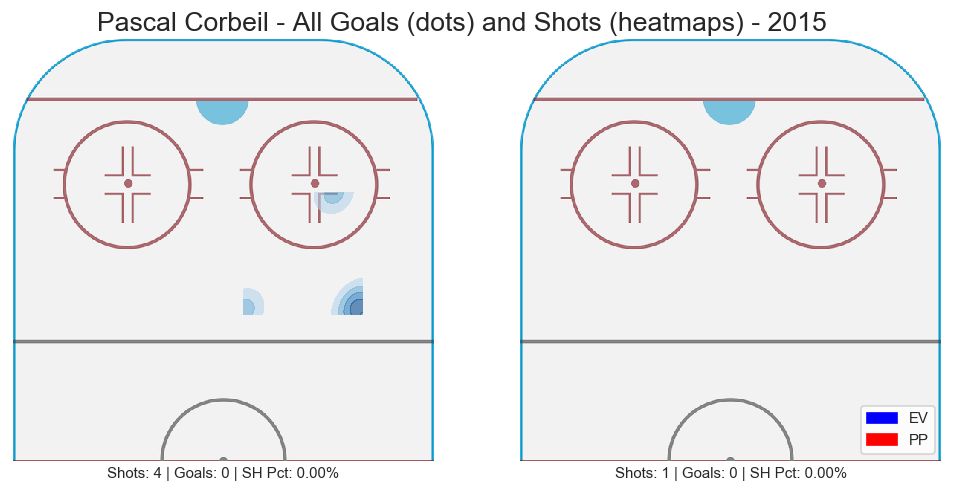 Pascal Corbeil - All Goals (dots) and Shots (heatmaps) - 2015
EV
PP
Shots: 4 | Goals: 0 | SH Pct: 0.00%
Shots: 1 | Goals: 0 | SH Pct: 0.00%